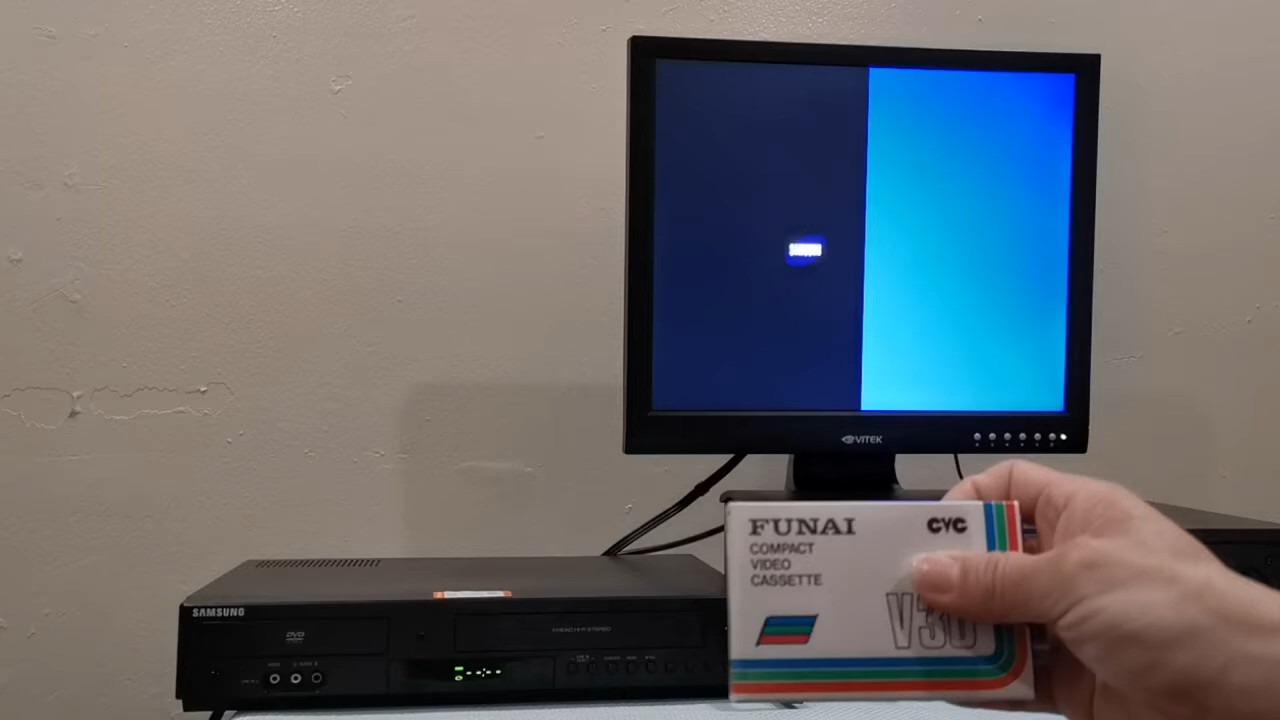 VITEK
FUNAI
CVC
COMPACT
VIDEO
CASSETTE
V30
SAMSUNG
DVD